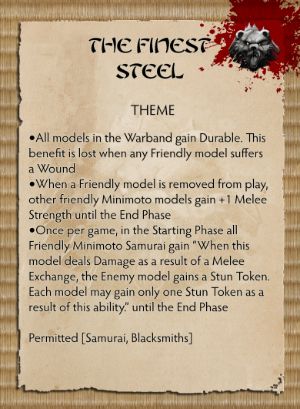 THE FINEST
STEEL
THEME
•All models in the Warband gain Durable. This
benefit is lost when any Friendly model suffers
a Wound
•When a Friendly model is removed from play,
other friendly Minimoto models gain +1 Melee
Strength until the End Phase
•Once per game, in the Starting Phase all
Friendly Minimoto Samurai gain "When this
model deals Damage as a result of a Melee
Exchange, the Enemy model gains a Stun Token.
Each model may gain only one Stun Token as a
result of this ability." until the End Phase
Permitted [Samurai, Blacksmiths]